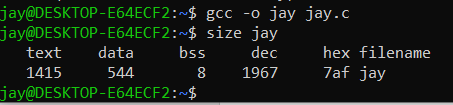 jay@DESKTOP-E64ECF2:~$ gcc -o jay jay.c
jay@DESKTOP-E64ECF2:~$ size jay
   text    data     bss     dec     hex filename
   1415     544       8    1967     7af jay
jay@DESKTOP-E64ECF2:~$